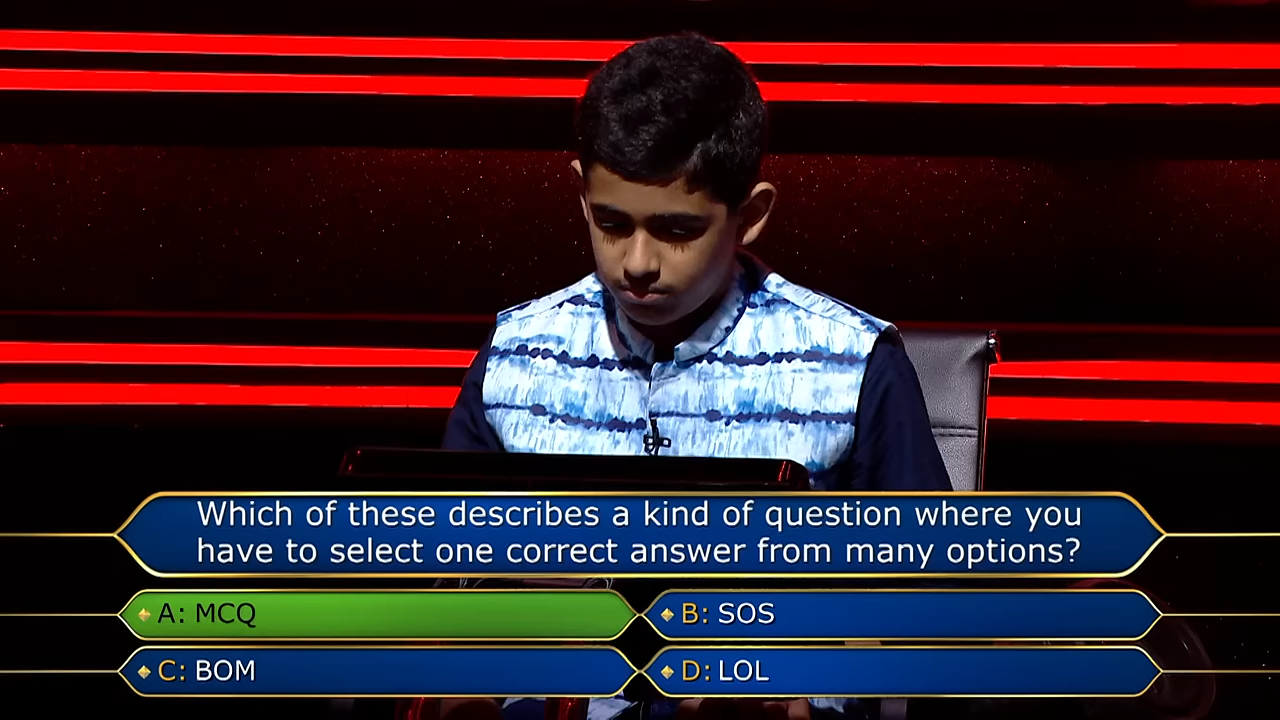 Which of these describes a kind of question where you
have to select one correct answer from many options?
A: MCQ
B: SOS
C: BOM
D: LOL